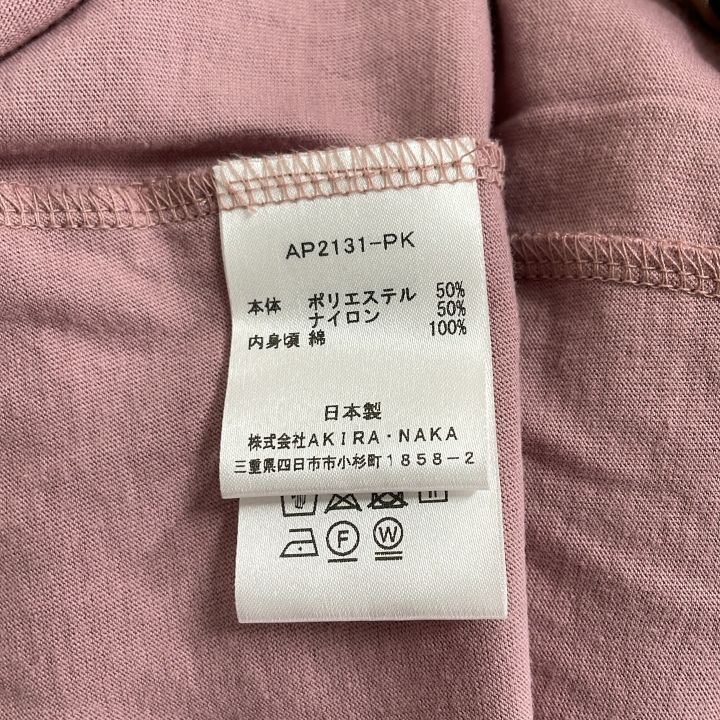 AP2131-PK
本体 ポリエステル 50%
ナイロン 50%
内身頃 綿 100%
日本製
株式会社AKIRA・NAKA
三重県四日市市小杉町1858-2
F W